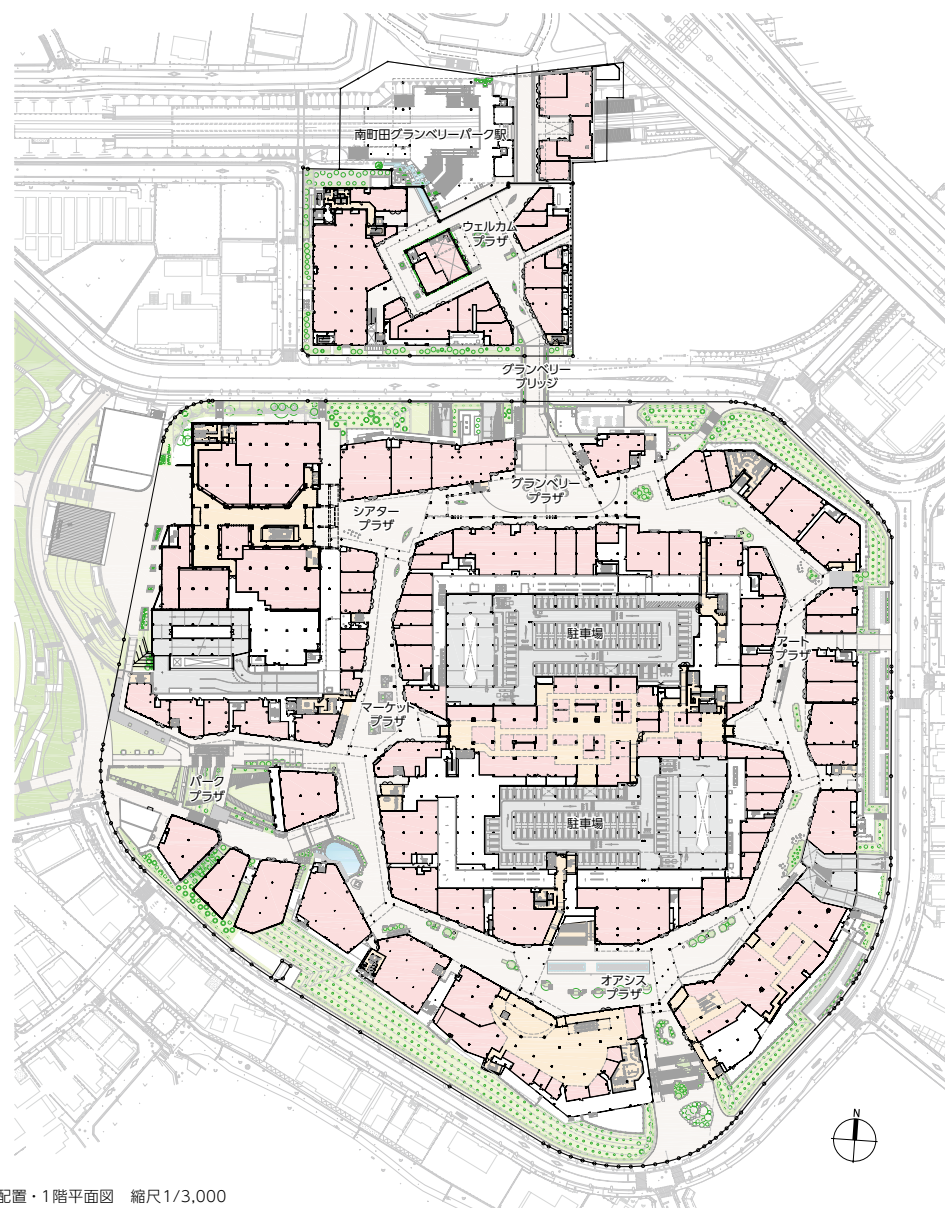 南町田グランベリーパーク駅
ウェルカム
プラザ
グランベリー
ブリッジ
グランベリー
プラザ
シアター
プラザ
駐車場
アート
プラザ
マーケット
プラザ
パーク
プラザ
駐車場
オアシス
プラザ
N
配置・1階平面図 縮尺1/3,000